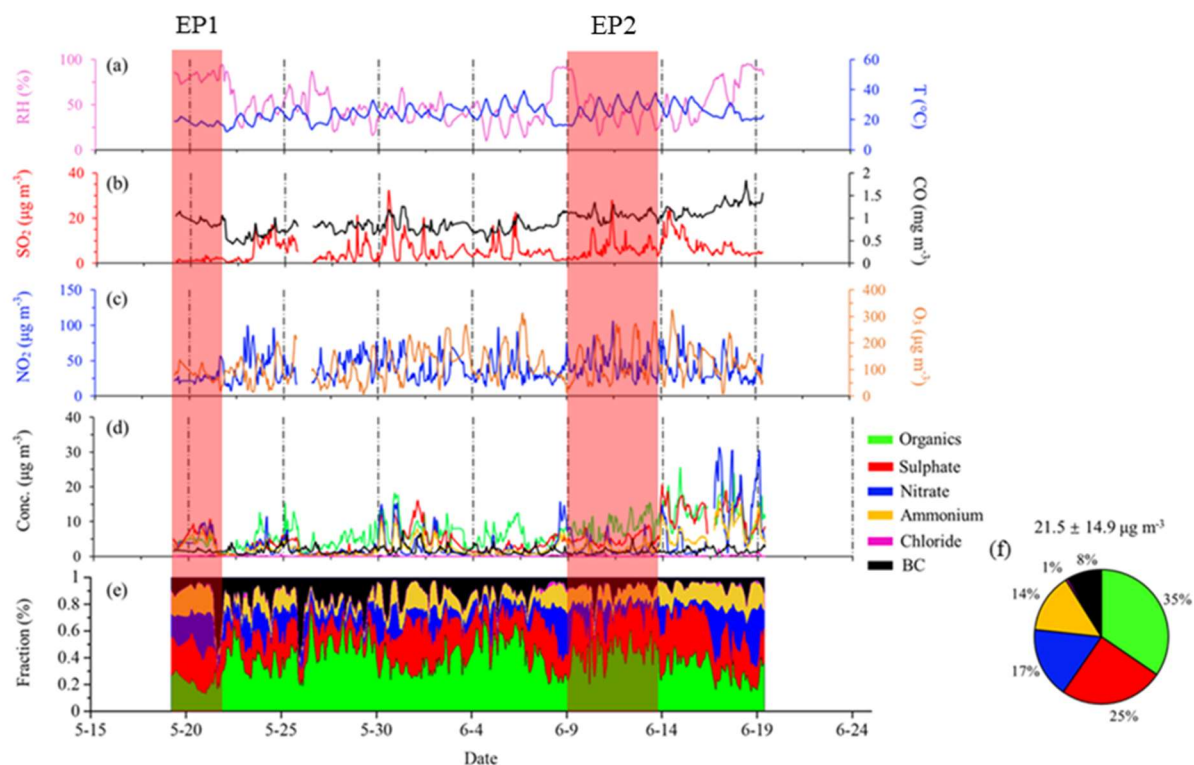 EP1
EP2
(a)
RH (%)
100
50
0
60
40
20
0
T (°C)
(b)
SO₂ (μg m⁻³)
40
20
0
2
1.5
1
0.5
0
CO (mg m⁻³)
(c)
NO₂ (μg m⁻³)
150
100
50
0
400
300
200
100
0
O₃ (μg m⁻³)
(d)
Conc. (μg m⁻³)
40
30
20
10
0
Organics
Sulphate
Nitrate
Ammonium
Chloride
BC
(e)
Fraction (%)
1
0.8
0.6
0.4
0.2
0
5-15
5-20
5-25
5-30
6-4
6-9
6-14
6-19
6-24
Date
21.5 ± 14.9 μg m⁻³
(f)
8%
1%
14%
17%
25%
35%